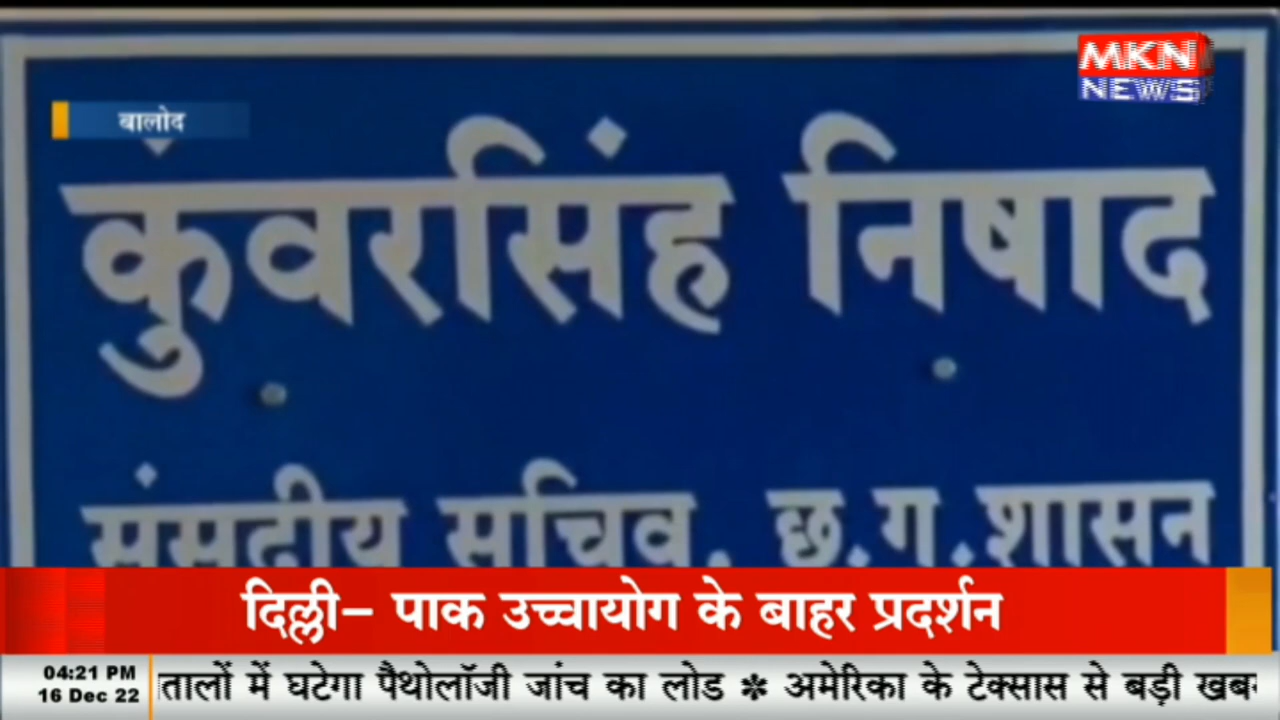 MKN
NEWS
बालोद
कुंवरसिंह निषाद
संसदीय सचिव, छ.ग.शासन
दिल्ली- पाक उच्चायोग के बाहर प्रदर्शन
04:21 PM
16 Dec 22
तालों में घटेगा पैथोलॉजी जांच का लोड * अमेरिका के टेक्सास से बड़ी